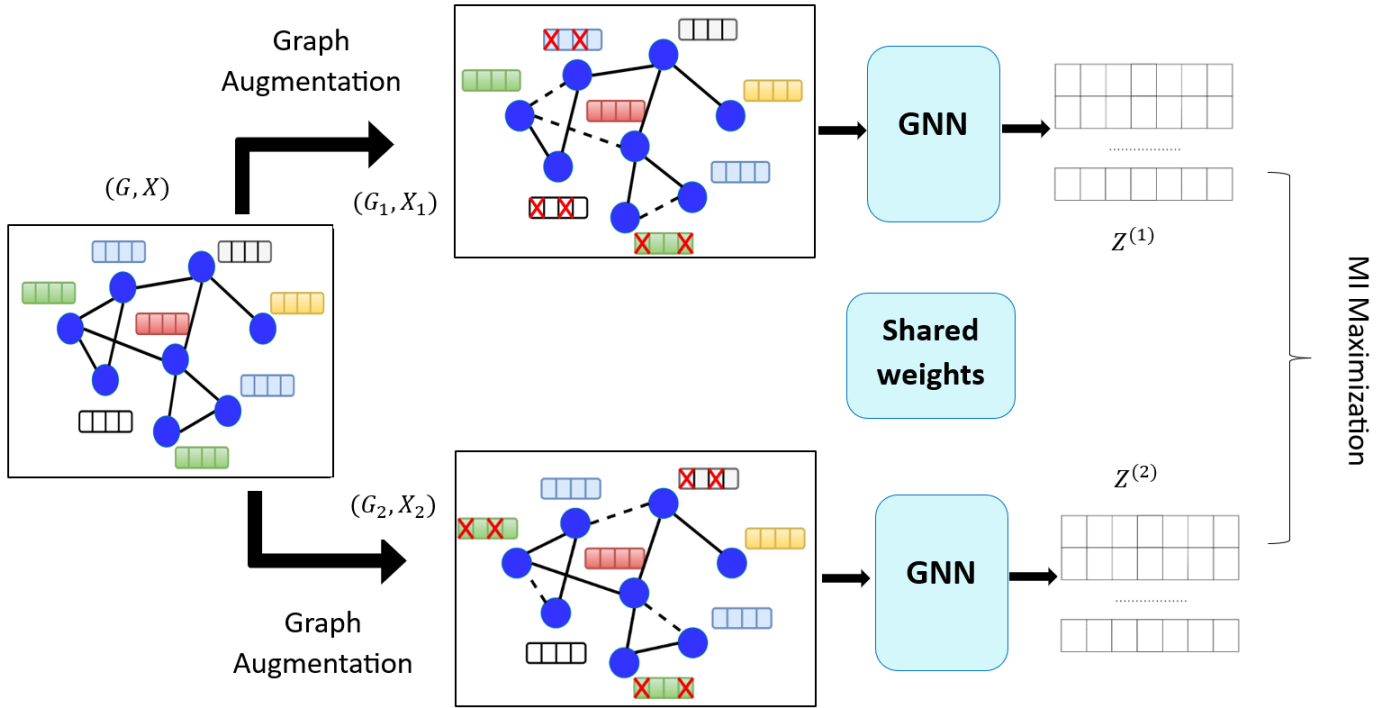 Graph
Augmentation
(G, X)
(G₁, X₁)
GNN
Z⁽¹⁾
Shared
weights
MI Maximization
(G₂, X₂)
Graph
Augmentation
GNN
Z⁽²⁾